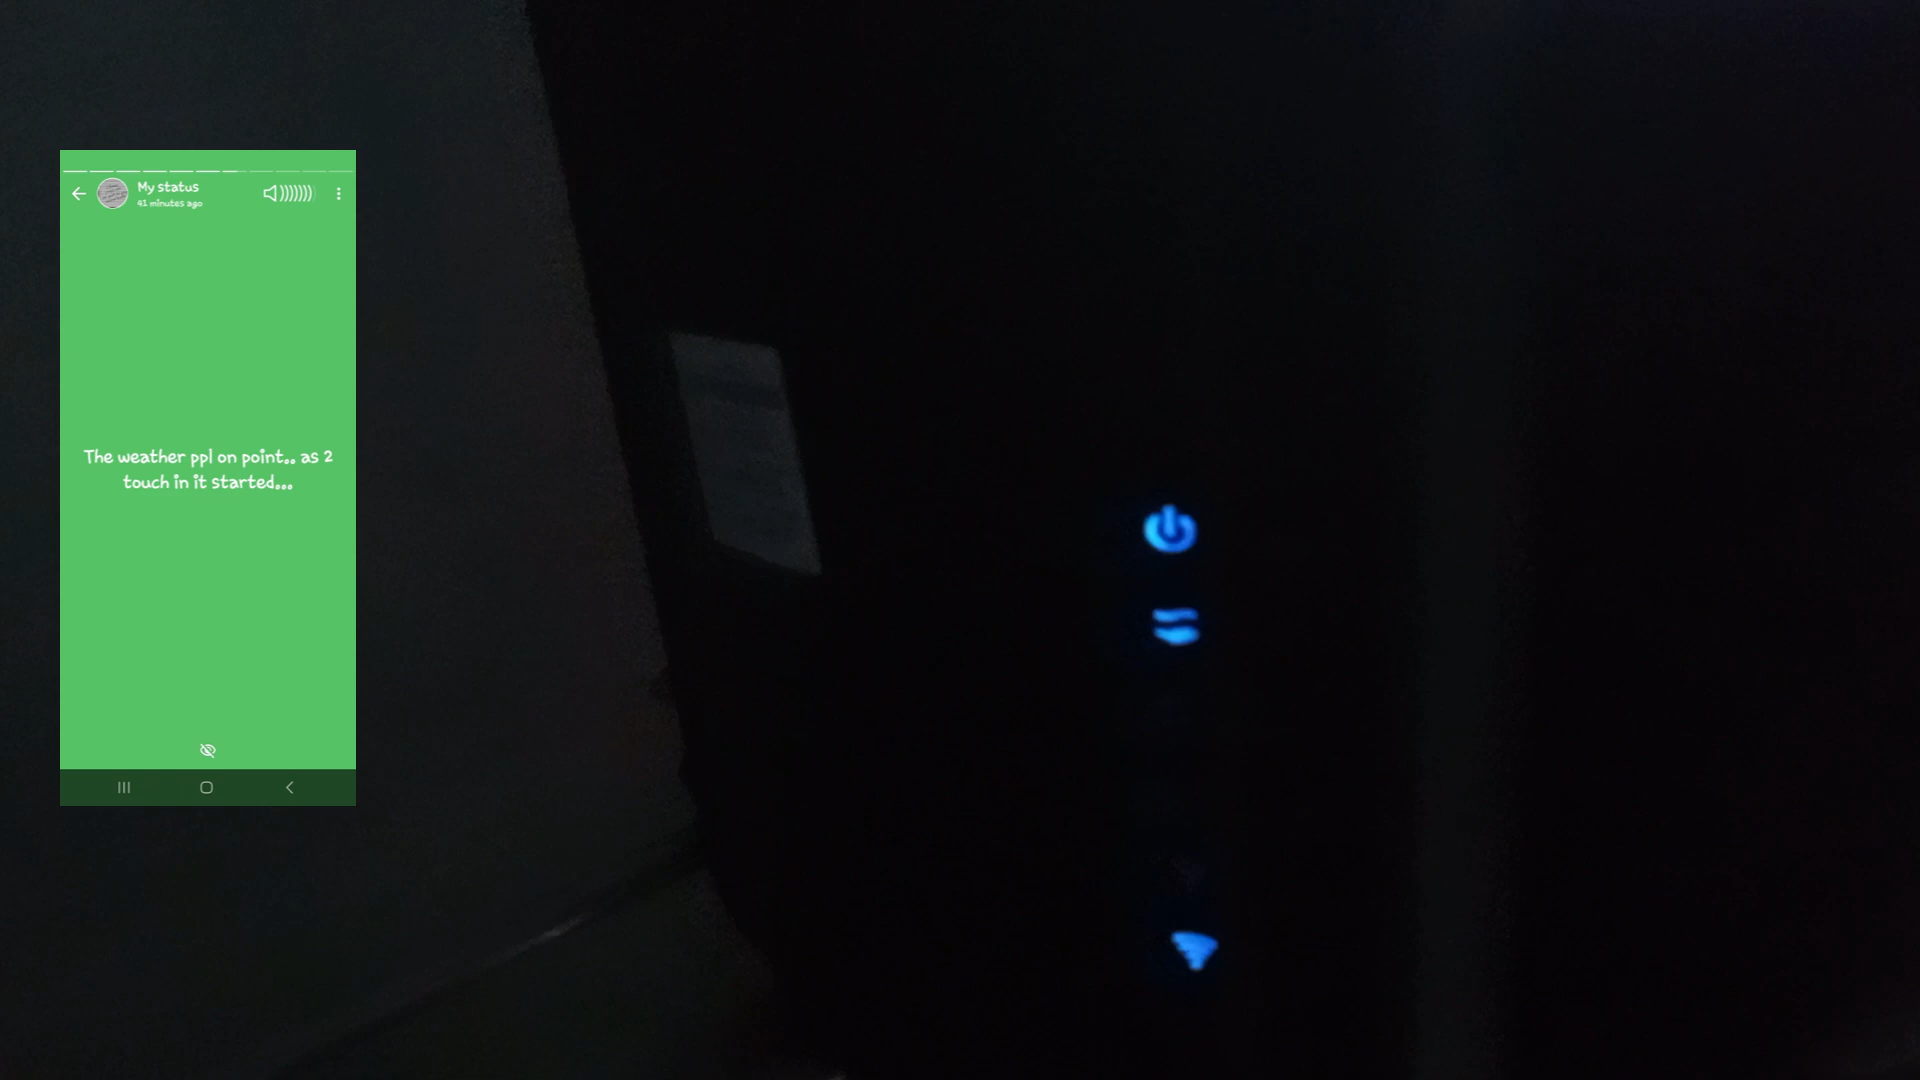 My status
41 minutes ago
The weather ppl on point.. as 2
touch in it started...